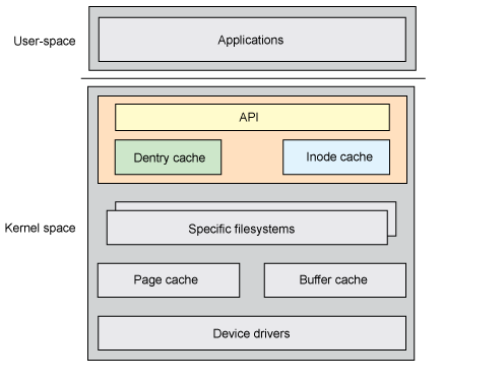 User-space
Applications
API
Dentry cache
Inode cache
Kernel space
Specific filesystems
Page cache
Buffer cache
Device drivers